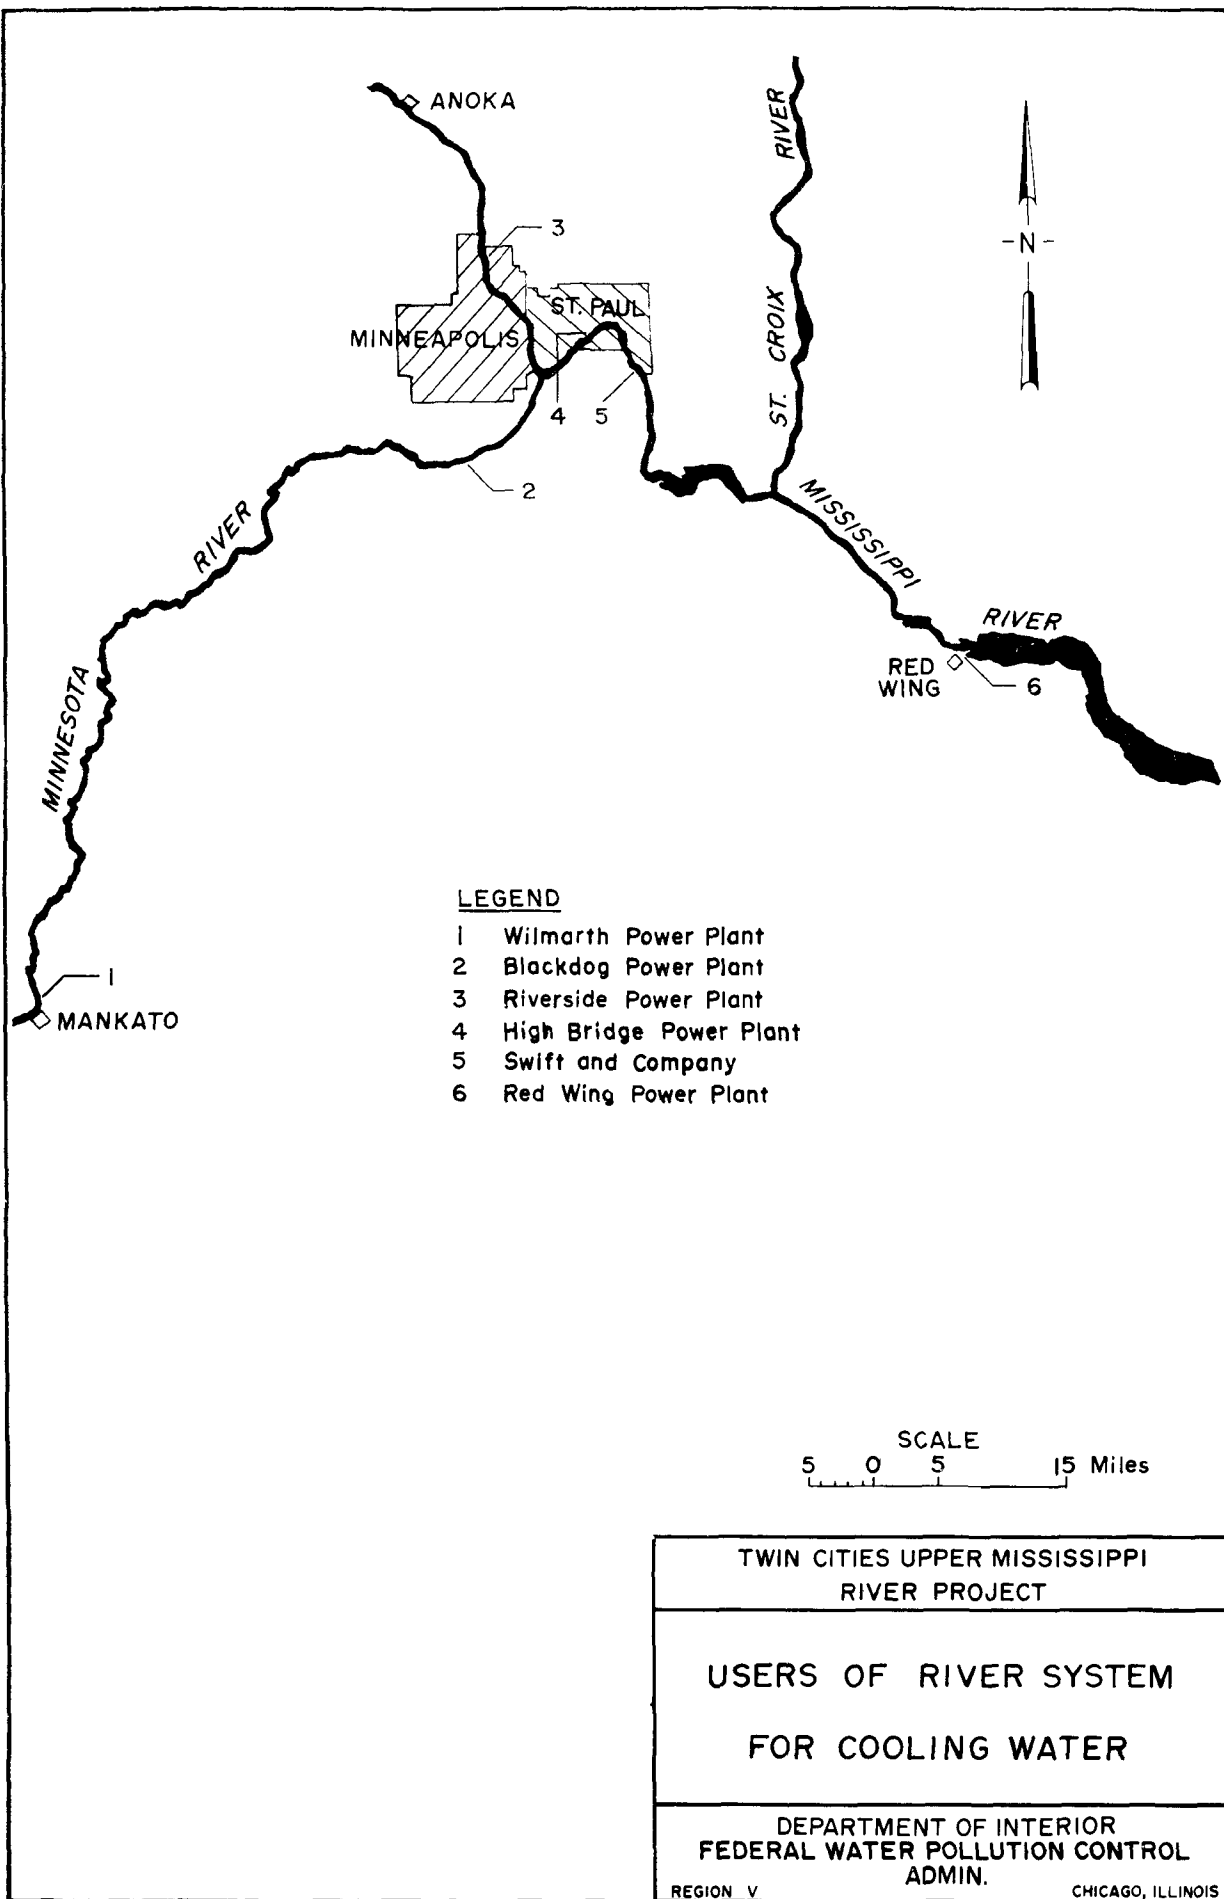 ANOKA
RIVER
-N-
3
ST. PAUL
MINNEAPOLIS
ST. CROIX
4
5
2
RIVER
MISSISSIPPI
RIVER
RED
WING
6
MINNESOTA
1
MANKATO
LEGEND
1 Wilmarth Power Plant
2 Blackdog Power Plant
3 Riverside Power Plant
4 High Bridge Power Plant
5 Swift and Company
6 Red Wing Power Plant
SCALE
5 0 5 15 Miles
TWIN CITIES UPPER MISSISSIPPI
RIVER PROJECT
USERS OF RIVER SYSTEM
FOR COOLING WATER
DEPARTMENT OF INTERIOR
FEDERAL WATER POLLUTION CONTROL
ADMIN.
REGION V CHICAGO, ILLINOIS